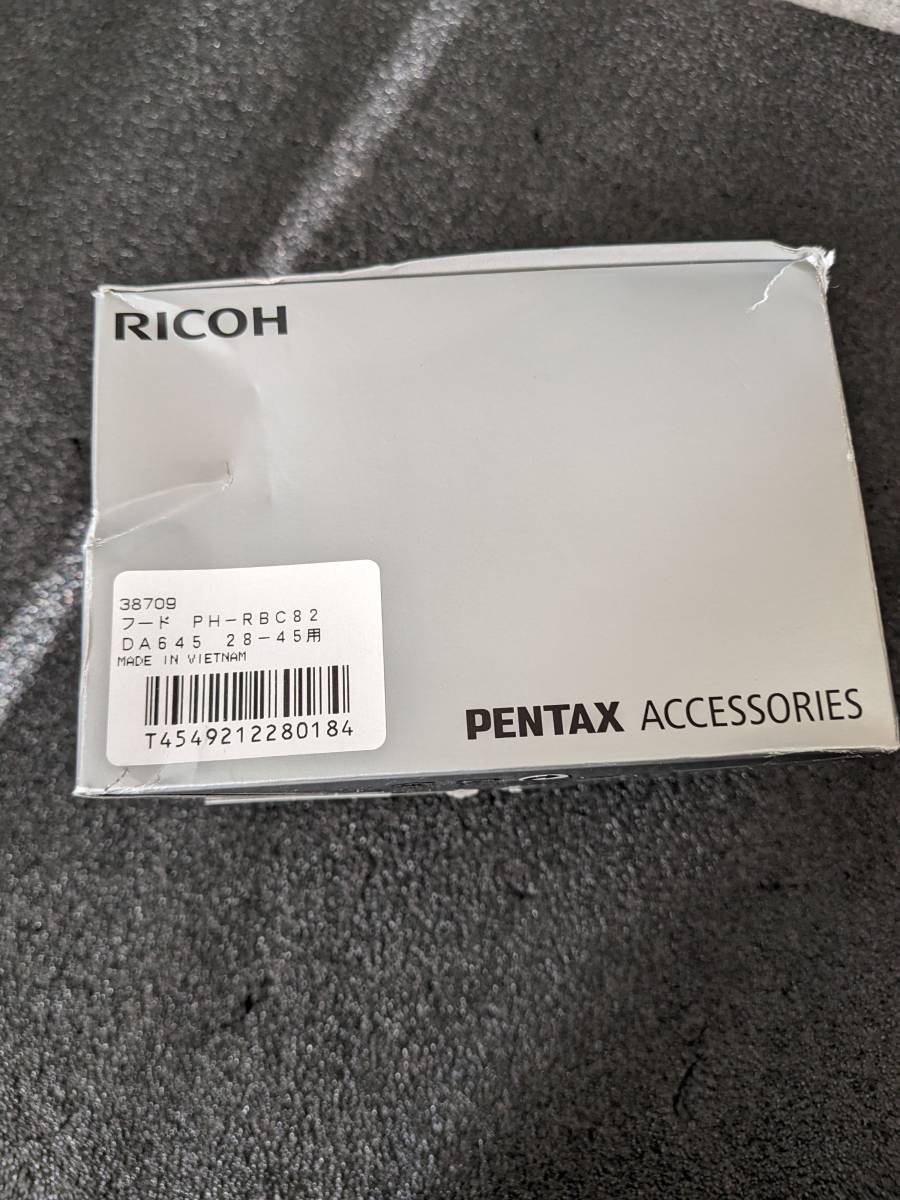 RICOH
38709
フード PH-RBC82
DA645 28-45用
MADE IN VIETNAM
T4549212280184
PENTAX ACCESSORIES